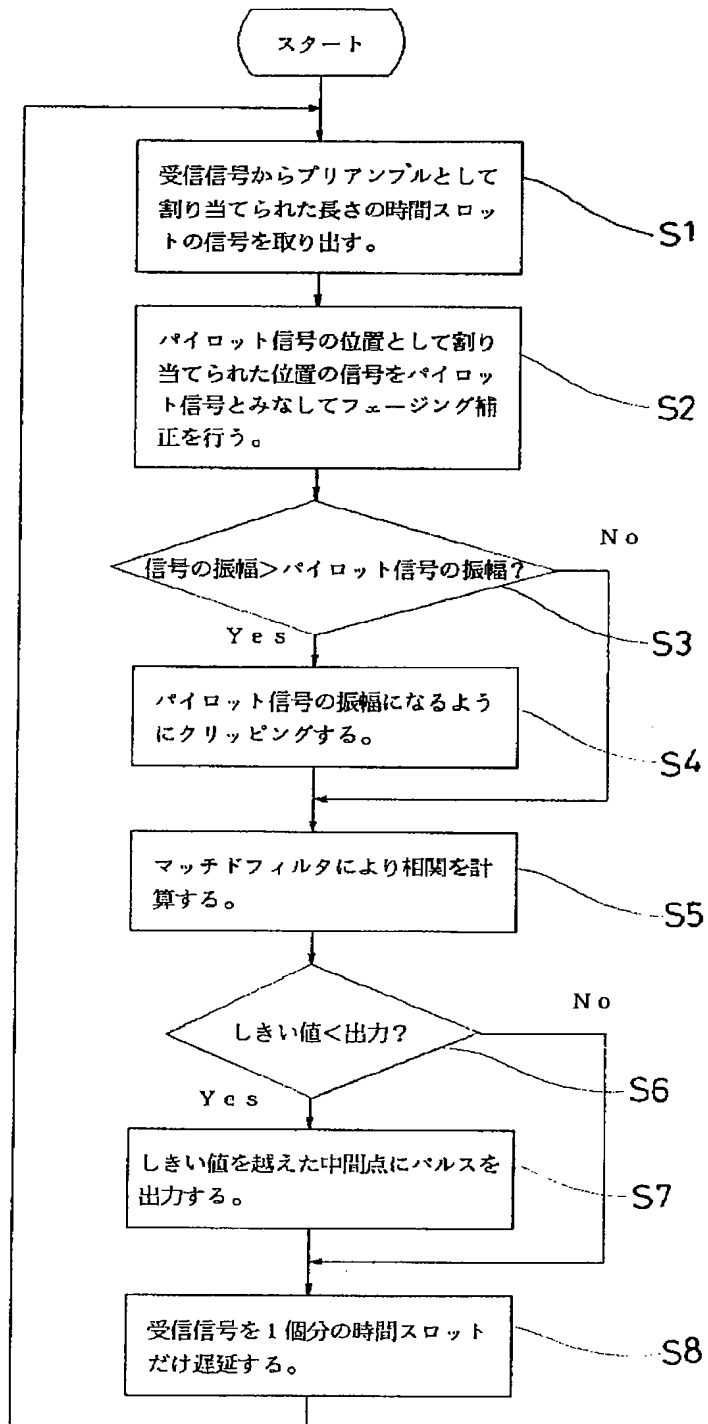 スタート
受信信号からプリアンブルとして
割り当てられた長さの時間スロット
の信号を取り出す。
S1
パイロット信号の位置として割り
当てられた位置の信号をパイロット
信号とみなしてフェージング補
正を行う。
S2
信号の振幅>パイロット信号の振幅?
No
Yes
S3
パイロット信号の振幅になるよう
にクリッピングする。
S4
マッチドフィルタにより相関を計
算する。
S5
しきい値<出力?
No
Yes
S6
しきい値を越えた中間点にパルスを
出力する。
S7
受信信号を1個分の時間スロット
だけ遅延する。
S8